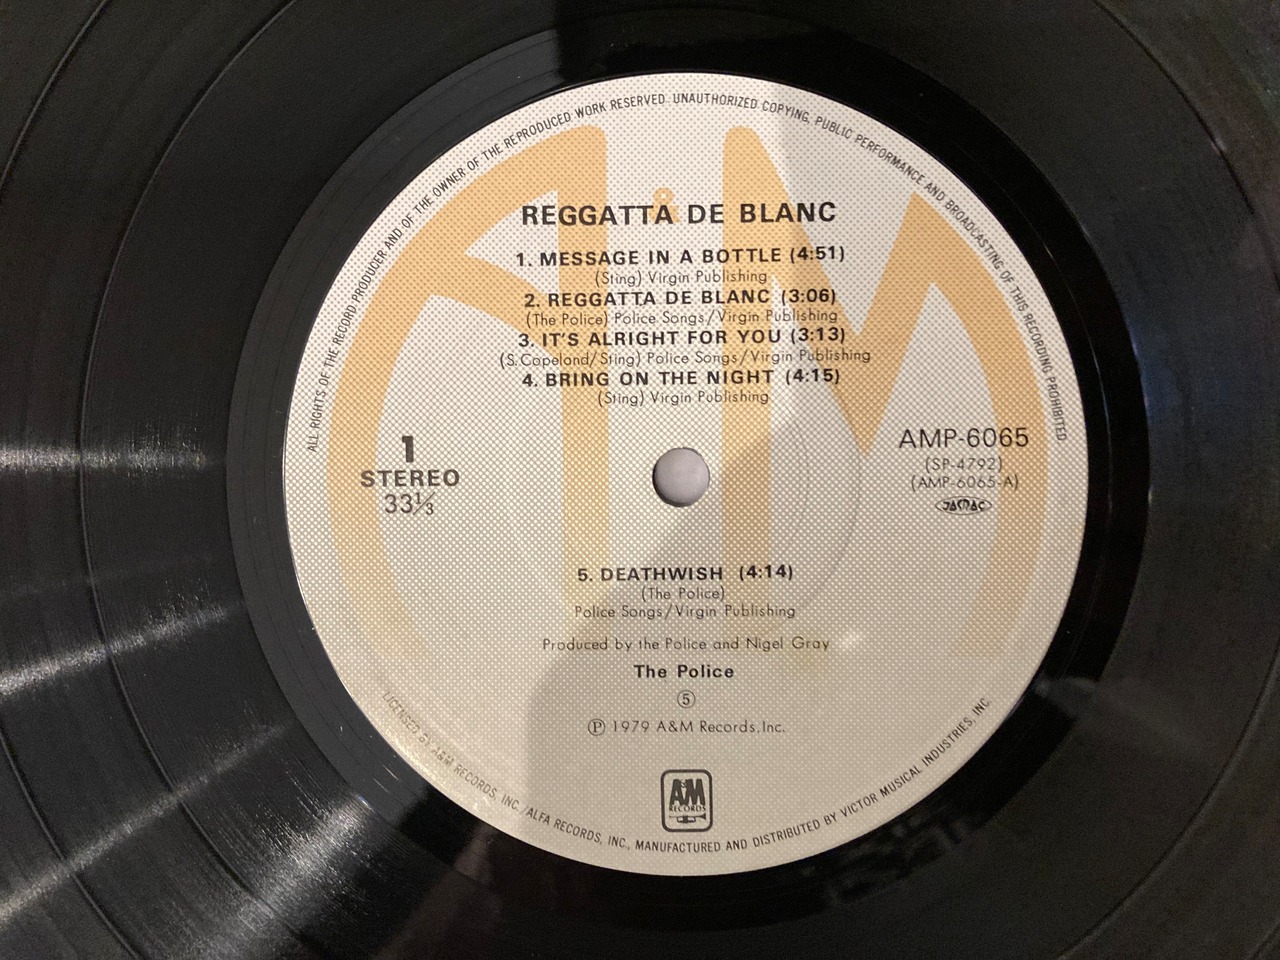 ALL RIGHTS OF THE RECORD PRODUCER AND OF THE OWNER OF THE REPRODUCED WORK RESERVED. UNAUTHORIZED COPYING, PUBLIC PERFORMANCE AND BROADCASTING OF THIS RECORDING PROHIBITED
REGGATTA DE BLANC
1. MESSAGE IN A BOTTLE (4:51)
(Sting) Virgin Publishing
2. REGGATTA DE BLANC (3:06)
(The Police) Police Songs/Virgin Publishing
3. IT'S ALRIGHT FOR YOU (3:13)
(S.Copeland/Sting) Police Songs/Virgin Publishing
4. BRING ON THE NIGHT (4:15)
(Sting) Virgin Publishing
1
STEREO
33⅓
AMP-6065
(SP-4792)
(AMP-6065-A)
JASRAC
5. DEATHWISH (4:14)
(The Police)
Police Songs/Virgin Publishing
Produced by the Police and Nigel Gray
The Police
⑤
Ⓟ 1979 A&M Records,Inc.
A&M
RECORDS
LICENSED BY A&M RECORDS, INC./ALFA RECORDS, INC., MANUFACTURED AND DISTRIBUTED BY VICTOR MUSICAL INDUSTRIES, INC